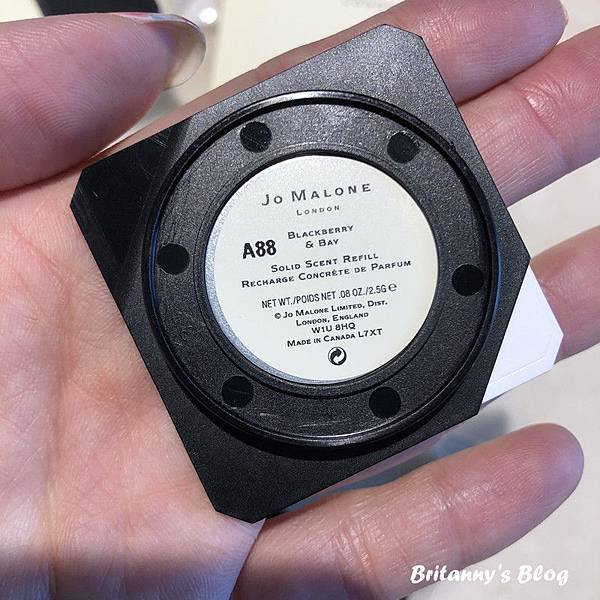 JO MALONE
LONDON
A88
BLACKBERRY
& BAY
SOLID SCENT REFILL
RECHARGE CONCRÈTE DE PARFUM
NET WT./POIDS NET .08 OZ./2.5G ℮
© JO MALONE LIMITED, DIST.
LONDON, ENGLAND
W1U 8HQ
MADE IN CANADA L7XT
Britanny's Blog